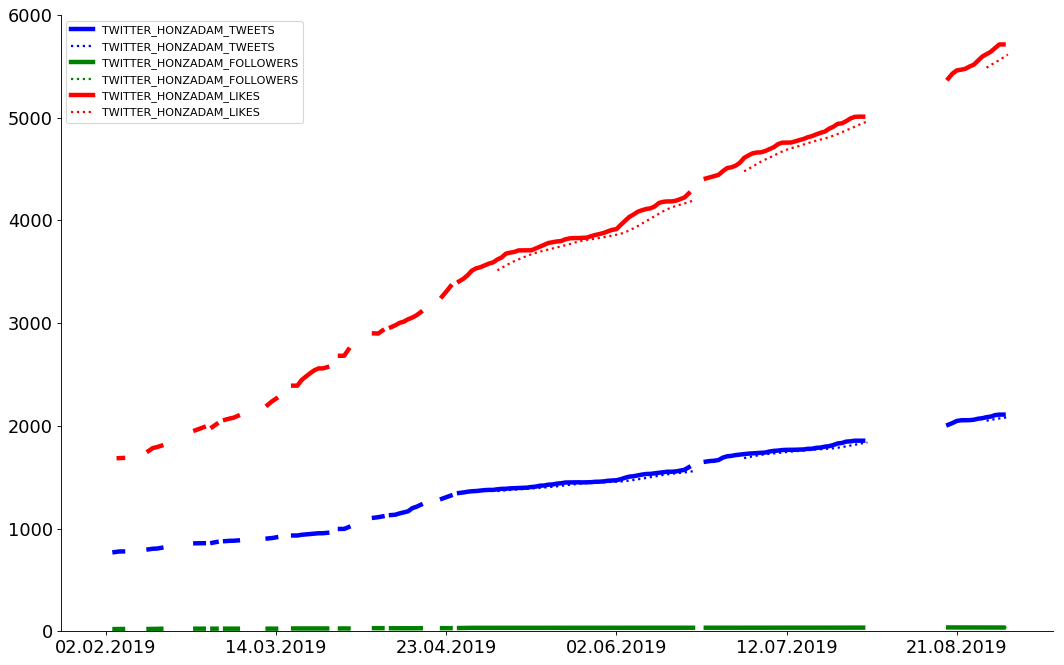 6000
5000
4000
3000
2000
1000
0
TWITTER_HONZADAM_TWEETS
TWITTER_HONZADAM_TWEETS
TWITTER_HONZADAM_FOLLOWERS
TWITTER_HONZADAM_FOLLOWERS
TWITTER_HONZADAM_LIKES
TWITTER_HONZADAM_LIKES
02.02.2019 14.03.2019 23.04.2019 02.06.2019 12.07.2019 21.08.2019